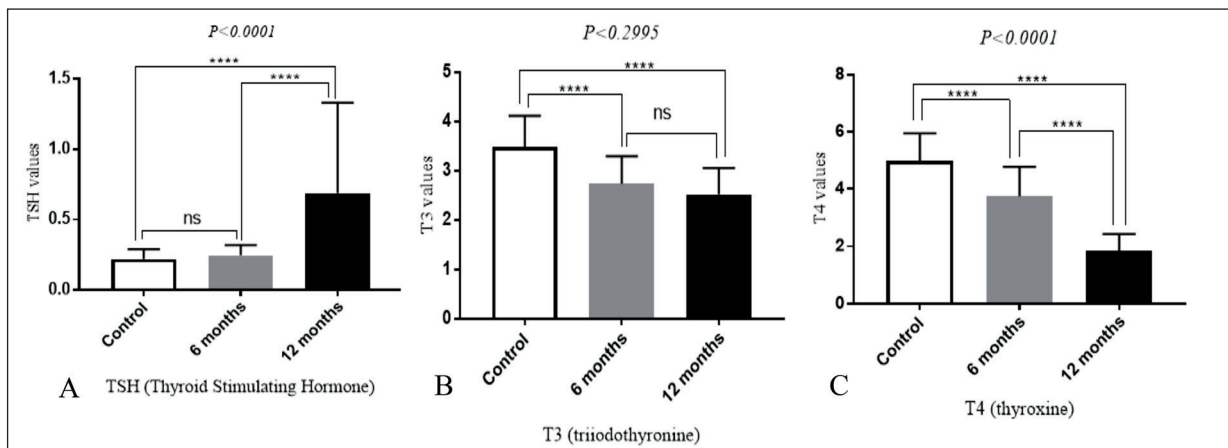 P<0.0001
****
****
ns
TSH values
1.5
1.0
0.5
0.0
Control
6 months
12 months
A
TSH (Thyroid Stimulating Hormone)
P<0.2995
****
****
ns
T3 values
5
4
3
2
1
0
Control
6 months
12 months
B
T3 (triiodothyronine)
P<0.0001
****
****
****
T4 values
8
6
4
2
0
Control
6 months
12 months
C
T4 (thyroxine)